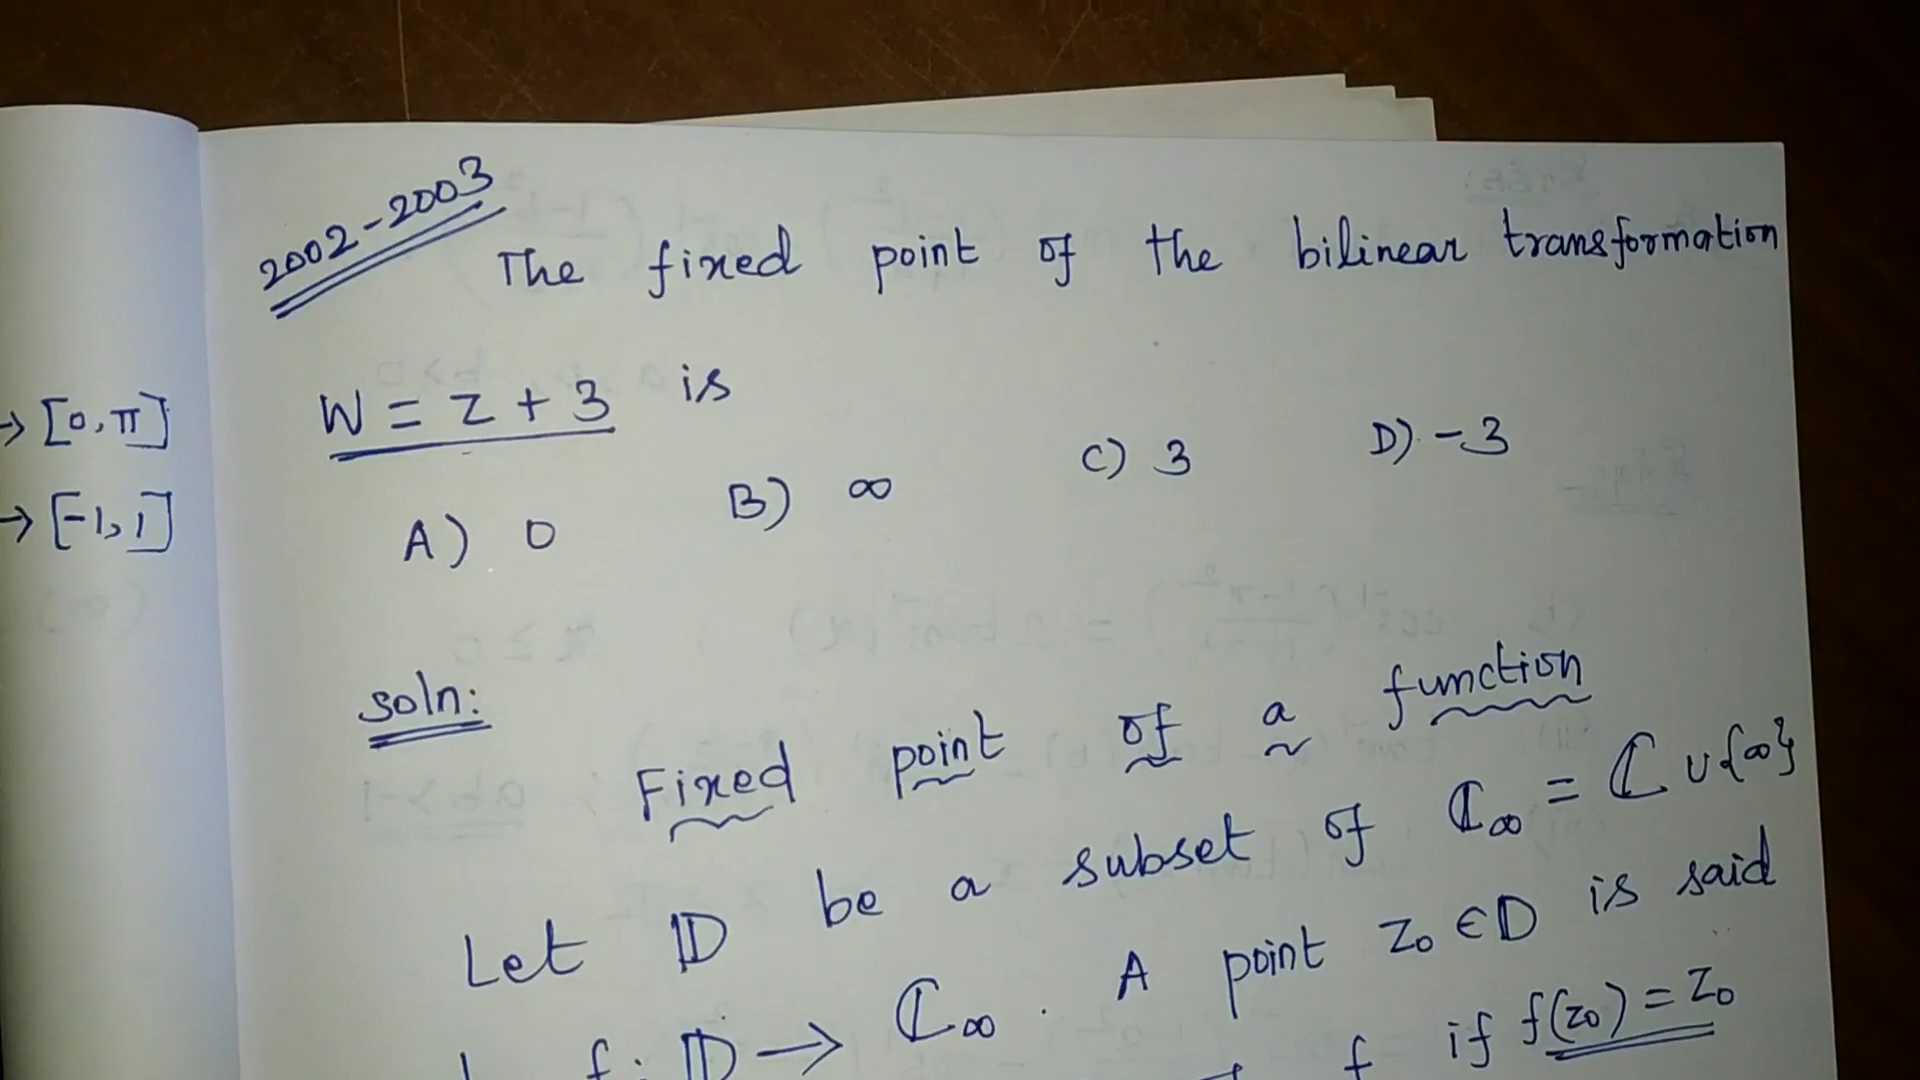 2002-2003
The fixed point of the bilinear transformation
W = Z + 3 is
A) 0 B) ∞ C) 3 D) -3
→ [0, π]
→ [-1, 1]
soln:
Fixed point of a function
Let D be a subset of ℂ∞ = ℂ ∪ {∞}
f: D → ℂ∞. A point z₀ ∈ D is said
f if f(z₀) = z₀